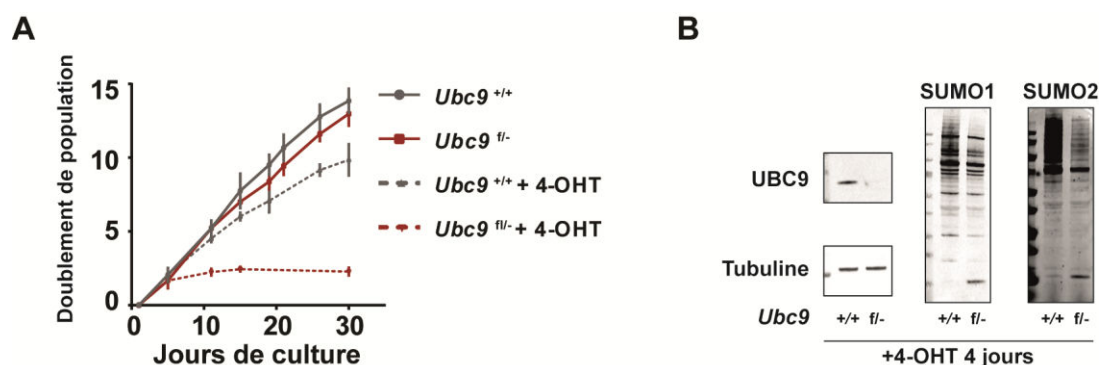 A
Doublement de population
15
10
5
0
0
10
20
30
Jours de culture
Ubc9 +/+
Ubc9 f/-
Ubc9 +/+ + 4-OHT
Ubc9 fl/- + 4-OHT
B
SUMO1
SUMO2
UBC9
Tubuline
Ubc9
+/+ f/-
+/+ f/-
+/+ f/-
+4-OHT 4 jours